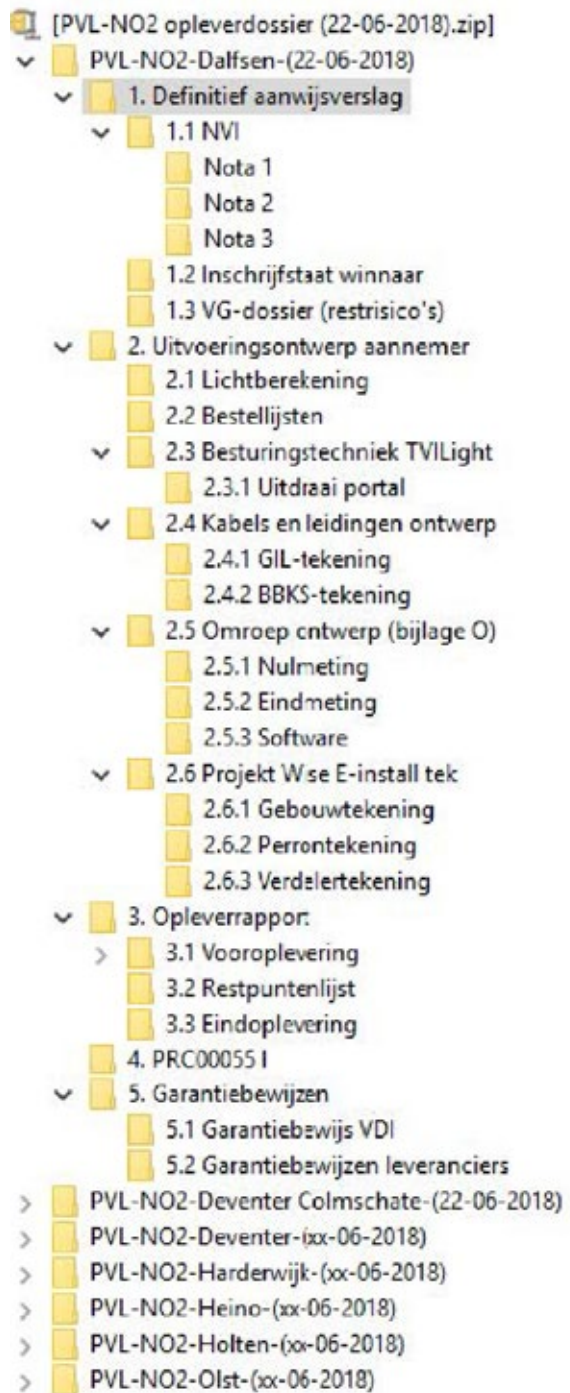 [PVL-NO2 opleverdossier (22-06-2018).zip]
PVL-NO2-Dalfsen-(22-06-2018)
1. Definitief aanwijsverslag
1.1 NVI
Nota 1
Nota 2
Nota 3
1.2 Inschrijfstaat winnaar
1.3 VG-dossier (restrisico's)
2. Uitvoeringsontwerp aannemer
2.1 Lichtberekening
2.2 Bestellijsten
2.3 Besturingstechniek TVILight
2.3.1 Uitdraai portal
2.4 Kabels en leidingen ontwerp
2.4.1 GIL-tekening
2.4.2 BBKS-tekening
2.5 Omroep ontwerp (bijlage O)
2.5.1 Nulmeting
2.5.2 Eindmeting
2.5.3 Software
2.6 Projekt Wise E-install tek
2.6.1 Gebouwtekening
2.6.2 Perrontekening
2.6.3 Verdelertekening
3. Opleverrapport
3.1 Vooroplevering
3.2 Restpuntenlijst
3.3 Eindoplevering
4. PRC00055 I
5. Garantiebewijzen
5.1 Garantiebewijs VDI
5.2 Garantiebewijzen leveranciers
PVL-NO2-Deventer Colmschate-(22-06-2018)
PVL-NO2-Deventer-(xx-06-2018)
PVL-NO2-Harderwijk-(xx-06-2018)
PVL-NO2-Heino-(xx-06-2018)
PVL-NO2-Holten-(xx-06-2018)
PVL-NO2-Olst-(xx-06-2018)